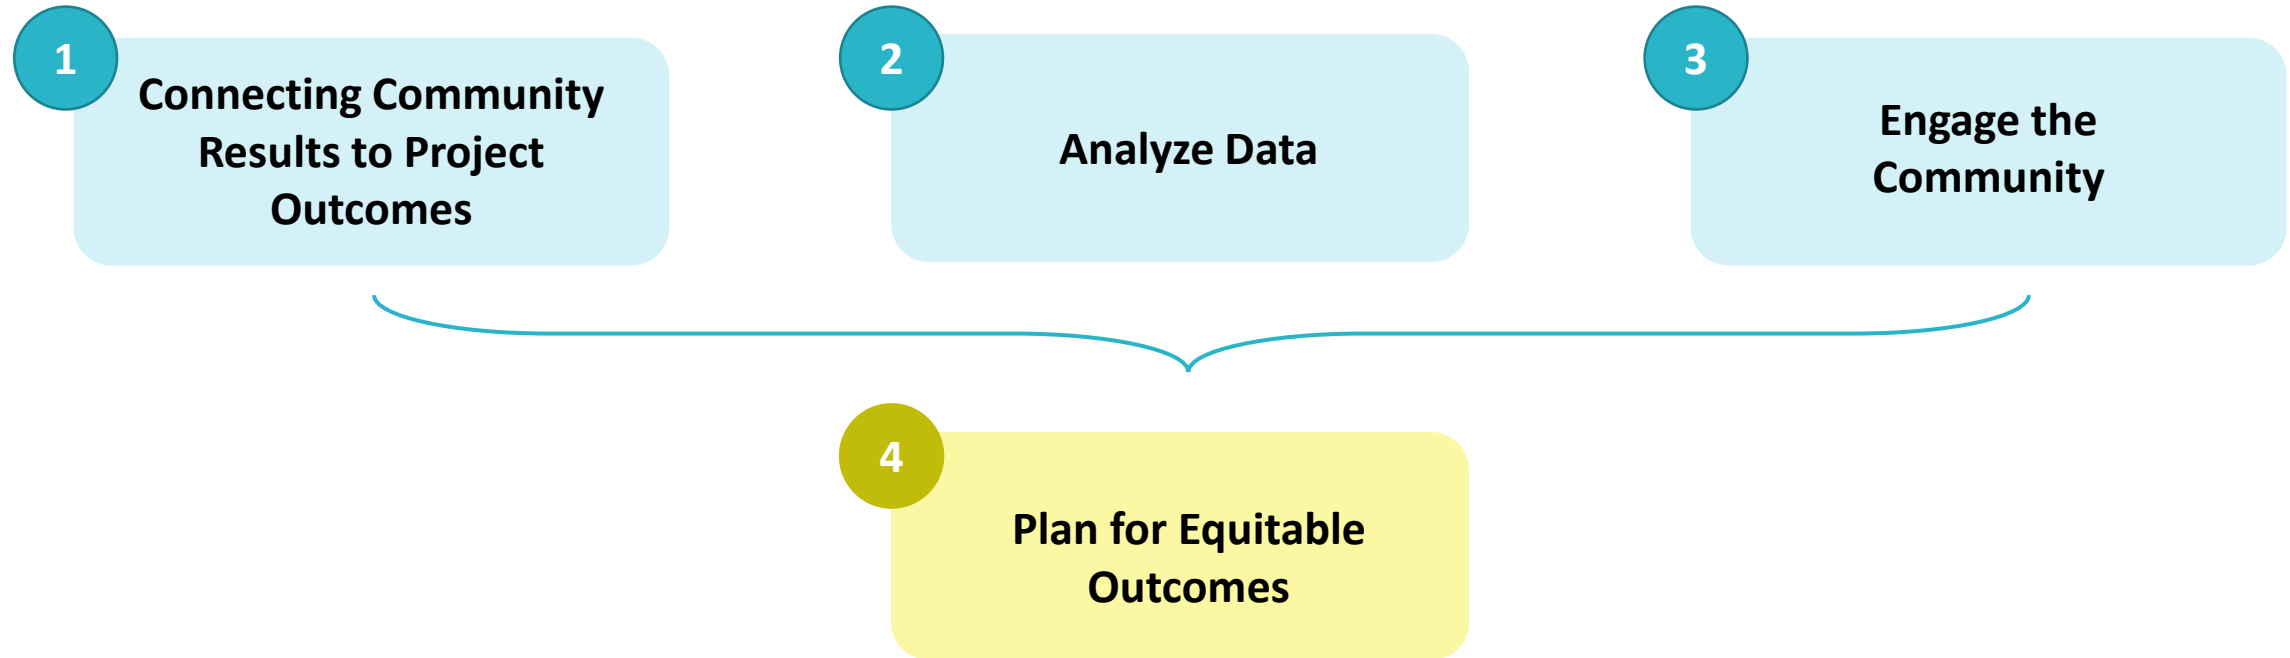 1
Connecting Community
Results to Project
Outcomes
2
Analyze Data
3
Engage the
Community
4
Plan for Equitable
Outcomes